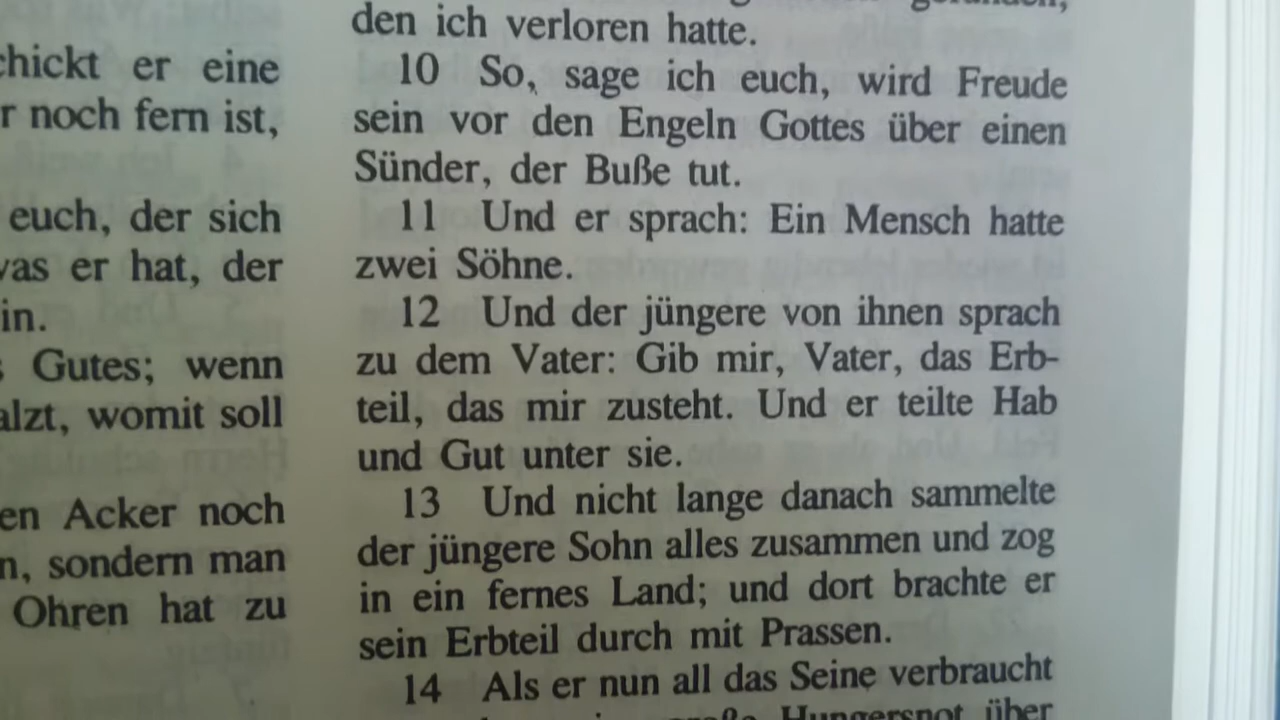 chickt er eine
r noch fern ist,
euch, der sich
was er hat, der
in.
Gutes; wenn
alzt, womit soll
en Acker noch
n, sondern man
Ohren hat zu
den ich verloren hatte.
10 So, sage ich euch, wird Freude
sein vor den Engeln Gottes über einen
Sünder, der Buße tut.
11 Und er sprach: Ein Mensch hatte
zwei Söhne.
12 Und der jüngere von ihnen sprach
zu dem Vater: Gib mir, Vater, das Erb-
teil, das mir zusteht. Und er teilte Hab
und Gut unter sie.
13 Und nicht lange danach sammelte
der jüngere Sohn alles zusammen und zog
in ein fernes Land; und dort brachte er
sein Erbteil durch mit Prassen.
14 Als er nun all das Seine verbraucht
große Hungersnot über